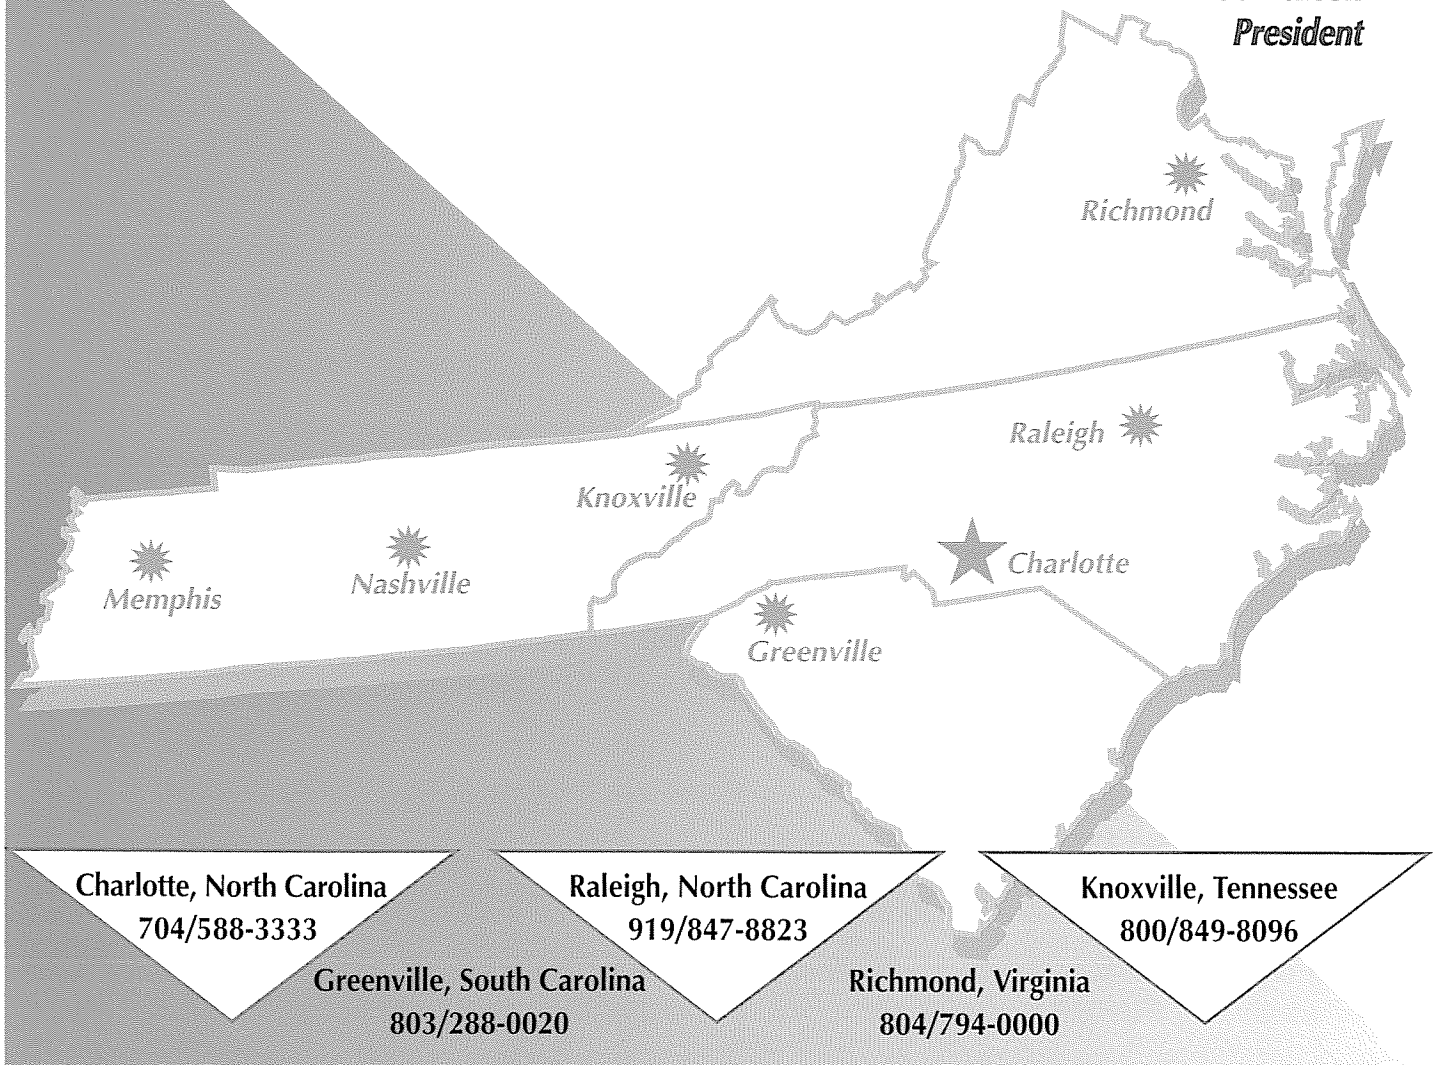 President
Richmond
Raleigh
Knoxville
Charlotte
Nashville
Memphis
Greenville
Charlotte, North Carolina
704/588-3333
Raleigh, North Carolina
919/847-8823
Knoxville, Tennessee
800/849-8096
Greenville, South Carolina
803/288-0020
Richmond, Virginia
804/794-0000